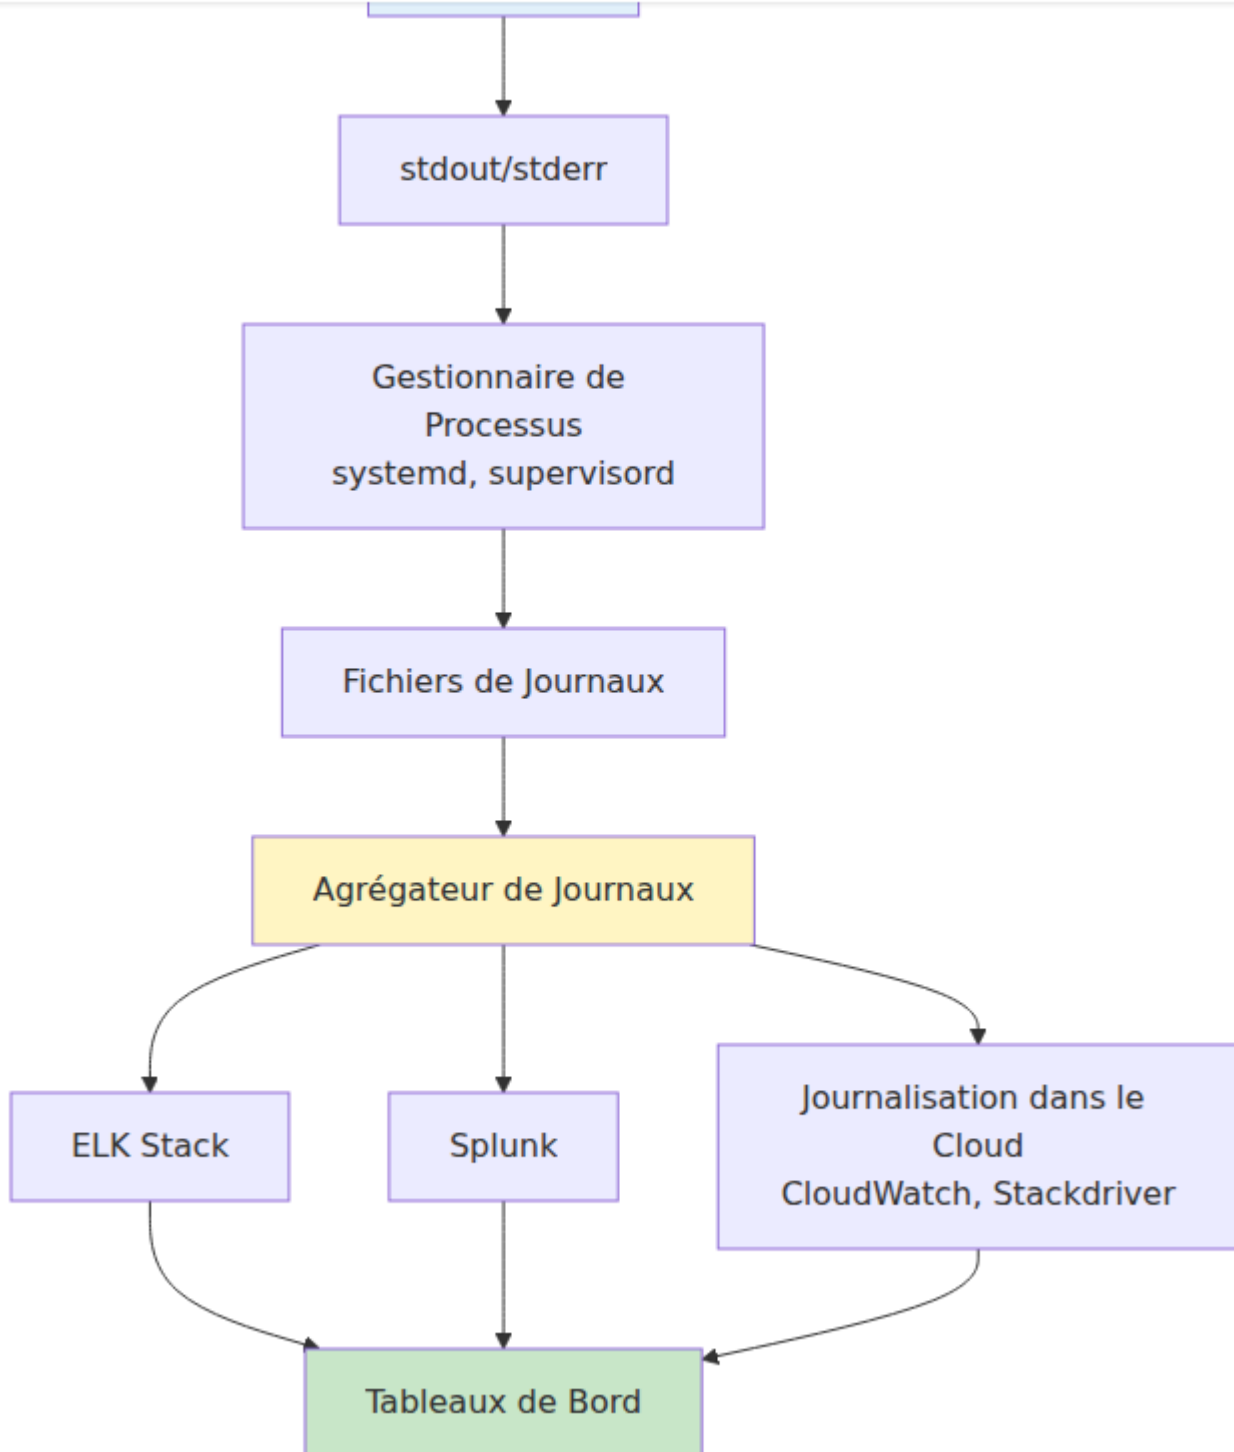 stdout/stderr
Gestionnaire de
Processus
systemd, supervisord
Fichiers de Journaux
Agrégateur de Journaux
ELK Stack
Splunk
Journalisation dans le
Cloud
CloudWatch, Stackdriver
Tableaux de Bord